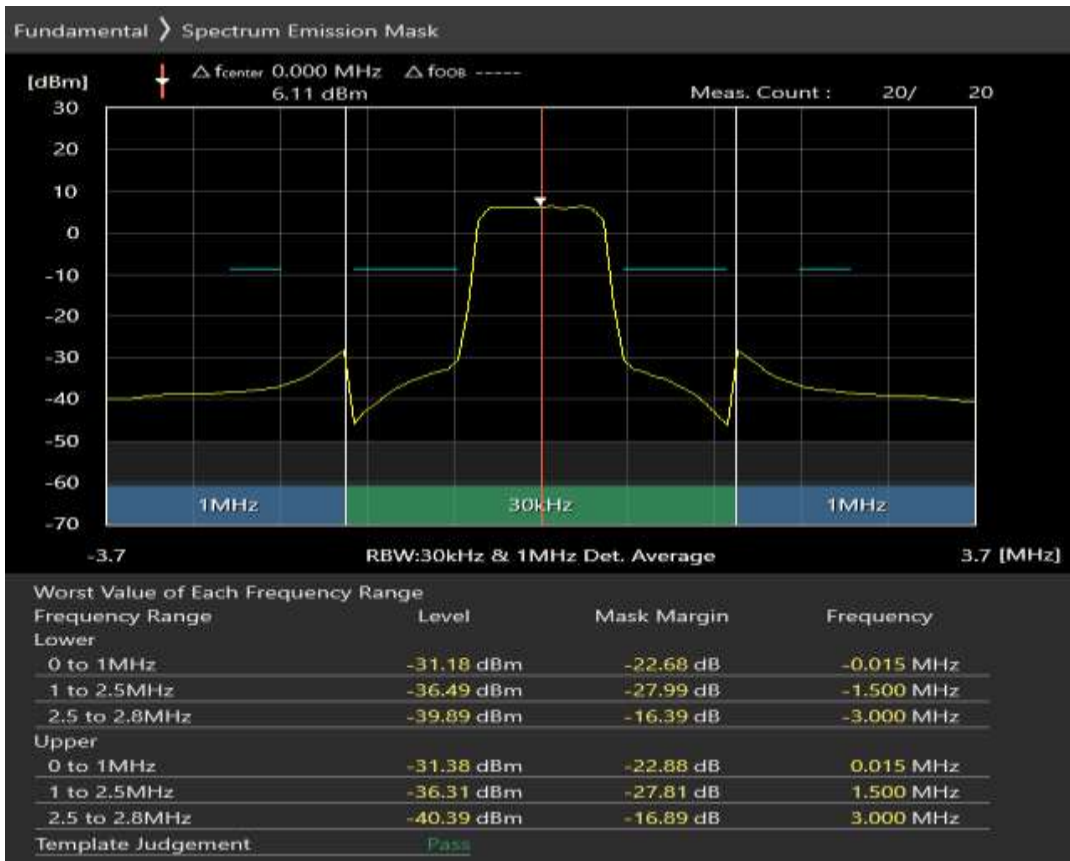 Fundamental 〉 Spectrum Emission Mask
[dBm] △ fcenter 0.000 MHz △ fOOB -----
6.11 dBm Meas. Count : 20/ 20
30
20
10
0
-10
-20
-30
-40
-50
-60
-70
1MHz 30kHz 1MHz
-3.7 RBW:30kHz & 1MHz Det. Average 3.7 [MHz]
Worst Value of Each Frequency Range
Frequency Range Level Mask Margin Frequency
Lower
0 to 1MHz -31.18 dBm -22.68 dB -0.015 MHz
1 to 2.5MHz -36.49 dBm -27.99 dB -1.500 MHz
2.5 to 2.8MHz -39.89 dBm -16.39 dB -3.000 MHz
Upper
0 to 1MHz -31.38 dBm -22.88 dB 0.015 MHz
1 to 2.5MHz -36.31 dBm -27.81 dB 1.500 MHz
2.5 to 2.8MHz -40.39 dBm -16.89 dB 3.000 MHz
Template Judgement Pass